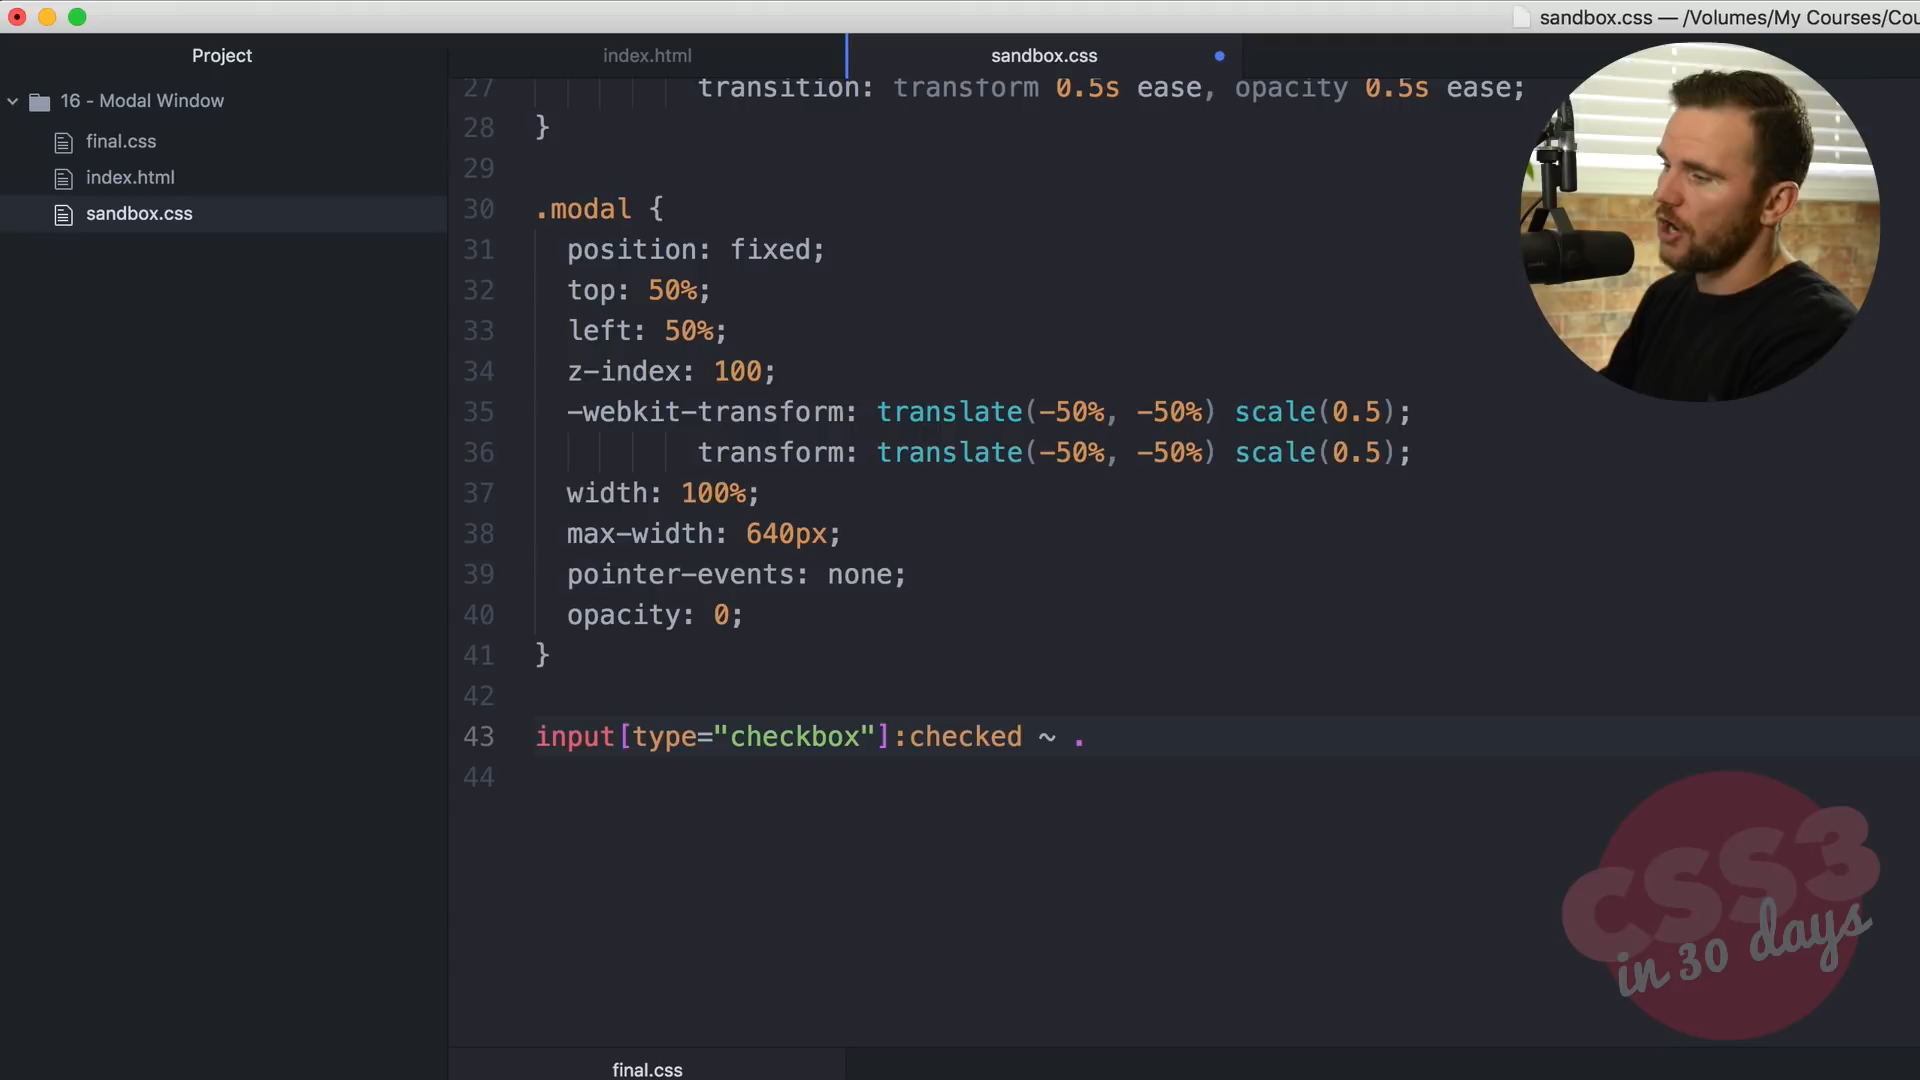 sandbox.css — /Volumes/My Courses/Cou
Project
index.html
sandbox.css
16 - Modal Window
final.css
index.html
sandbox.css
27 transition: transform 0.5s ease, opacity 0.5s ease;
28 }
29
30 .modal {
31 position: fixed;
32 top: 50%;
33 left: 50%;
34 z-index: 100;
35 -webkit-transform: translate(-50%, -50%) scale(0.5);
36 transform: translate(-50%, -50%) scale(0.5);
37 width: 100%;
38 max-width: 640px;
39 pointer-events: none;
40 opacity: 0;
41 }
42
43 input[type="checkbox"]:checked ~ .
44
CSS3
in 30 days
final.css